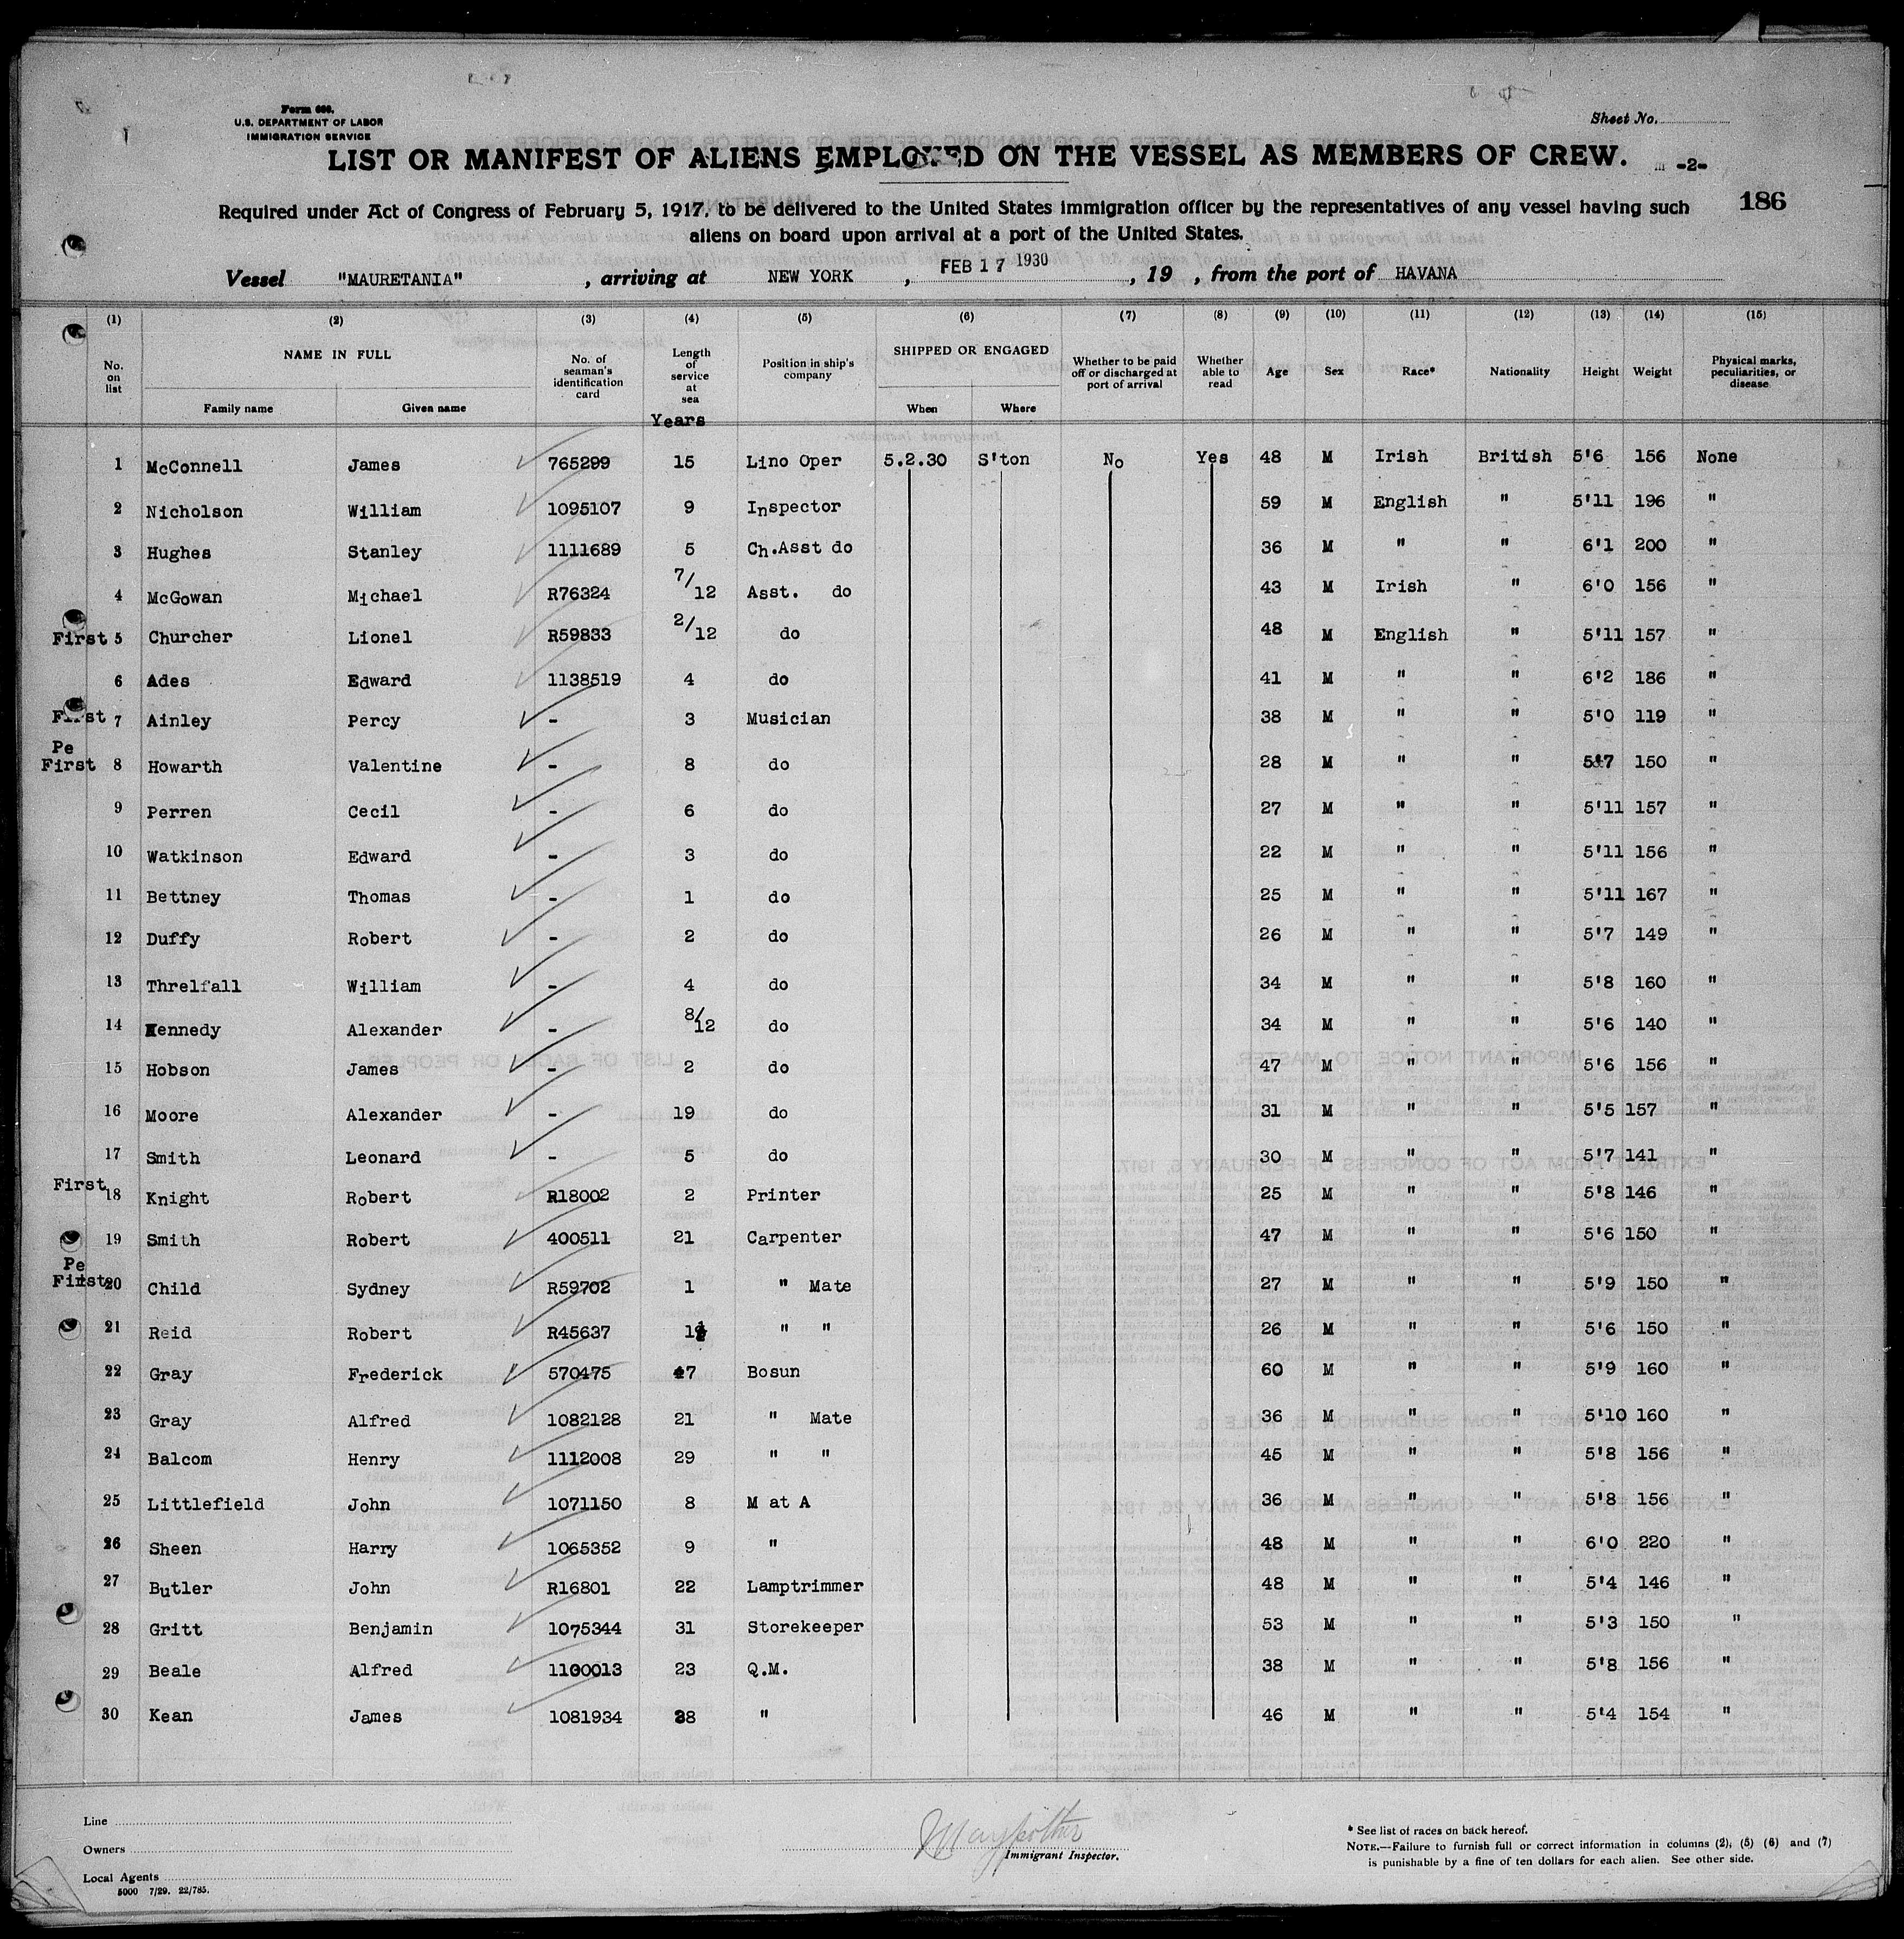 Form 680.
U.S. DEPARTMENT OF LABOR
IMMIGRATION SERVICE
Sheet No.
LIST OR MANIFEST OF ALIENS EMPLOYED ON THE VESSEL AS MEMBERS OF CREW. -2-
186
Required under Act of Congress of February 5, 1917, to be delivered to the United States immigration officer by the representatives of any vessel having such
aliens on board upon arrival at a port of the United States.
Vessel "MAURETANIA" , arriving at NEW YORK , FEB 17 1930 , 19 , from the port of HAVANA
(1) (2) (3) (4) (5) (6) (7) (8) (9) (10) (11) (12) (13) (14) (15)
No. on list NAME IN FULL Family name Given name No. of seaman's identification card Length of service at sea Years Position in ship's company SHIPPED OR ENGAGED When Where Whether to be paid off or discharged at port of arrival Whether able to read Age Sex Race* Nationality Height Weight Physical marks, peculiarities, or disease
1 McConnell James 765299 15 Lino Oper 5.2.30 S'ton No Yes 48 M Irish British 5'6 156 None
2 Nicholson William 1095107 9 Inspector 59 M English " 5'11 196 "
3 Hughes Stanley 1111689 5 Ch.Asst do 36 M " " 6'1 200 "
4 McGowan Michael R76324 7/12 Asst. do 43 M Irish " 6'0 156 "
First 5 Churcher Lionel R59833 2/12 do 48 M English " 5'11 157 "
6 Ades Edward 1138519 4 do 41 M " " 6'2 186 "
First 7 Ainley Percy - 3 Musician 38 M " " 5'0 119 "
Pe
First 8 Howarth Valentine - 8 do 28 M " " 5'7 150 "
9 Perren Cecil - 6 do 27 M " " 5'11 157 "
10 Watkinson Edward - 3 do 22 M " " 5'11 156 "
11 Bettney Thomas - 1 do 25 M " " 5'11 167 "
12 Duffy Robert - 2 do 26 M " " 5'7 149 "
13 Threlfall William - 4 do 34 M " " 5'8 160 "
14 Kennedy Alexander - 8/12 do 34 M " " 5'6 140 "
15 Hobson James - 2 do 47 M " " 5'6 156 "
16 Moore Alexander - 19 do 31 M " " 5'5 157 "
17 Smith Leonard - 5 do 30 M " " 5'7 141 "
First 18 Knight Robert R18002 2 Printer 25 M " " 5'8 146 "
19 Smith Robert 400511 21 Carpenter 47 M " " 5'6 150 "
Pe
First 20 Child Sydney R59702 1 " Mate 27 M " " 5'9 150 "
21 Reid Robert R45637 " " 26 M " " 5'6 150 "
22 Gray Frederick 570475 47 Bosun 60 M " " 5'9 160 "
23 Gray Alfred 1082128 21 " Mate 36 M " " 5'10 160 "
24 Balcom Henry 1112008 29 " " 45 M " " 5'8 156 "
25 Littlefield John 1071150 8 M at A 36 M " " 5'8 156 "
26 Sheen Harry 1065352 9 " 48 M " " 6'0 220 "
27 Butler John R16801 22 Lamptrimmer 48 M " " 5'4 146 "
28 Gritt Benjamin 1075344 31 Storekeeper 53 M " " 5'3 150 "
29 Beale Alfred 1100013 23 Q.M. 38 M " " 5'8 156 "
30 Kean James 1081934 " 46 M " " 5'4 154 "
Line
Owners
Local Agents
5000 7/29. 22/785.
Immigrant Inspector.
* See list of races on back hereof.
NOTE.—Failure to furnish full or correct information in columns (2), (5) (6) and (7)
is punishable by a fine of ten dollars for each alien. See other side.